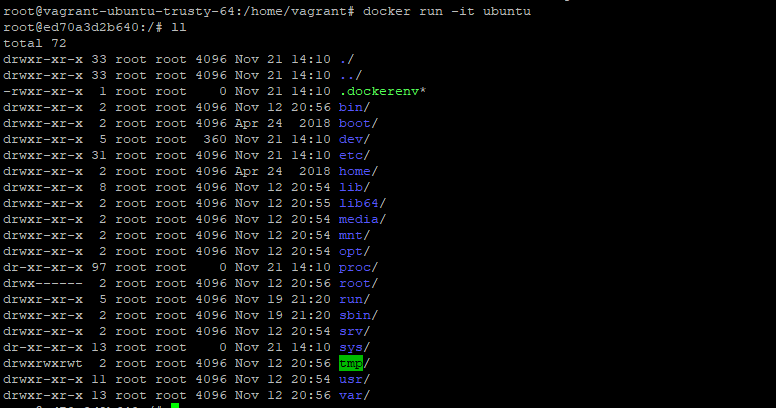 root@vagrant-ubuntu-trusty-64:/home/vagrant# docker run -it ubuntu
root@ed70a3d2b640:/# ll
total 72
drwxr-xr-x 33 root root 4096 Nov 21 14:10 ./
drwxr-xr-x 33 root root 4096 Nov 21 14:10 ../
-rwxr-xr-x  1 root root    0 Nov 21 14:10 .dockerenv*
drwxr-xr-x  2 root root 4096 Nov 12 20:56 bin/
drwxr-xr-x  2 root root 4096 Apr 24  2018 boot/
drwxr-xr-x  5 root root  360 Nov 21 14:10 dev/
drwxr-xr-x 31 root root 4096 Nov 21 14:10 etc/
drwxr-xr-x  2 root root 4096 Apr 24  2018 home/
drwxr-xr-x  8 root root 4096 Nov 12 20:54 lib/
drwxr-xr-x  2 root root 4096 Nov 12 20:55 lib64/
drwxr-xr-x  2 root root 4096 Nov 12 20:54 media/
drwxr-xr-x  2 root root 4096 Nov 12 20:54 mnt/
drwxr-xr-x  2 root root 4096 Nov 12 20:54 opt/
dr-xr-xr-x 97 root root    0 Nov 21 14:10 proc/
drwx------  2 root root 4096 Nov 12 20:56 root/
drwxr-xr-x  5 root root 4096 Nov 19 21:20 run/
drwxr-xr-x  2 root root 4096 Nov 19 21:20 sbin/
drwxr-xr-x  2 root root 4096 Nov 12 20:54 srv/
dr-xr-xr-x 13 root root    0 Nov 21 14:10 sys/
drwxrwxrwt  2 root root 4096 Nov 12 20:56 tmp/
drwxr-xr-x 11 root root 4096 Nov 12 20:54 usr/
drwxr-xr-x 13 root root 4096 Nov 12 20:56 var/